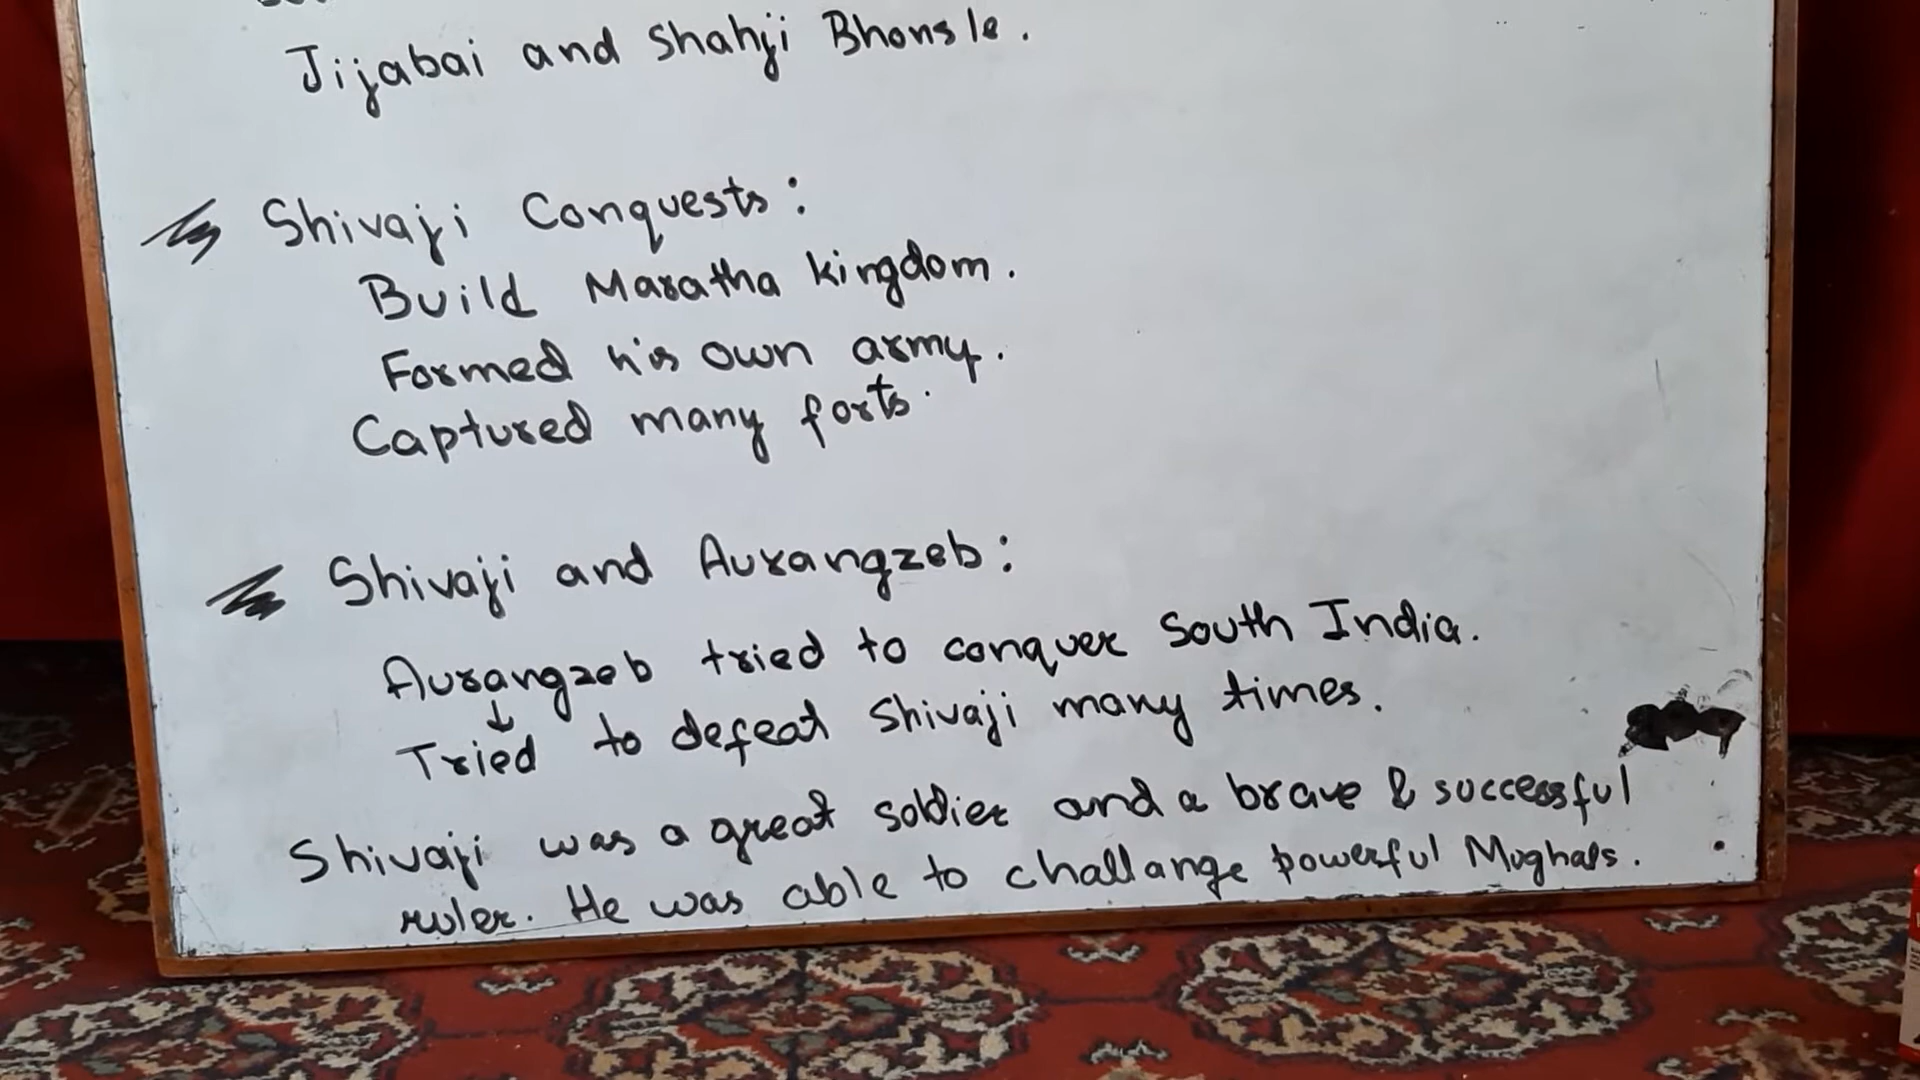 Jijabai and Shahji Bhonsle.
Shivaji Conquests:
Build Maratha kingdom.
Formed his own army.
Captured many forts.
Shivaji and Aurangzeb:
Aurangzeb tried to conquer South India.
↓
Tried to defeat Shivaji many times.
Shivaji was a great soldier and a brave & successful
ruler. He was able to challange powerful Mughals.